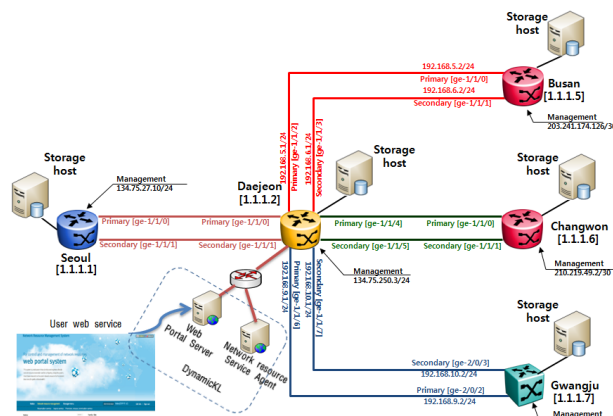 Storage
host
192.168.5.2/24
Primary [ge-1/1/0]
192.168.6.2/24
Secondary [ge-1/1/1]
Busan
[1.1.1.5]
Management
203.241.174.126/30
Storage
host
Management
134.75.27.10/24
Seoul
[1.1.1.1]
Primary [ge-1/1/0]
Secondary [ge-1/1/1]
Primary [ge-1/1/0]
Secondary [ge-1/1/1]
Daejeon
[1.1.1.2]
192.168.5.1/24
Primary [ge-1/1/2]
192.168.6.1/24
Secondary [ge-1/1/3]
Storage
host
Management
134.75.250.3/24
Primary [ge-1/1/4]
Secondary [ge-1/1/5]
Primary [ge-1/1/0]
Secondary [ge-1/1/1]
Storage
host
Changwon
[1.1.1.6]
Management
210.219.49.2/30
192.168.9.1/24
Primary [ge-1/1/6]
192.168.10.1/24
Secondary [ge-1/1/7]
Secondary [ge-2/0/3]
192.168.10.2/24
Primary [ge-2/0/2]
192.168.9.2/24
Storage
host
Gwangju
[1.1.1.7]
Management
User web service
web portal system
Web
Portal Server
Network resource
Service Agent
DynamicKL